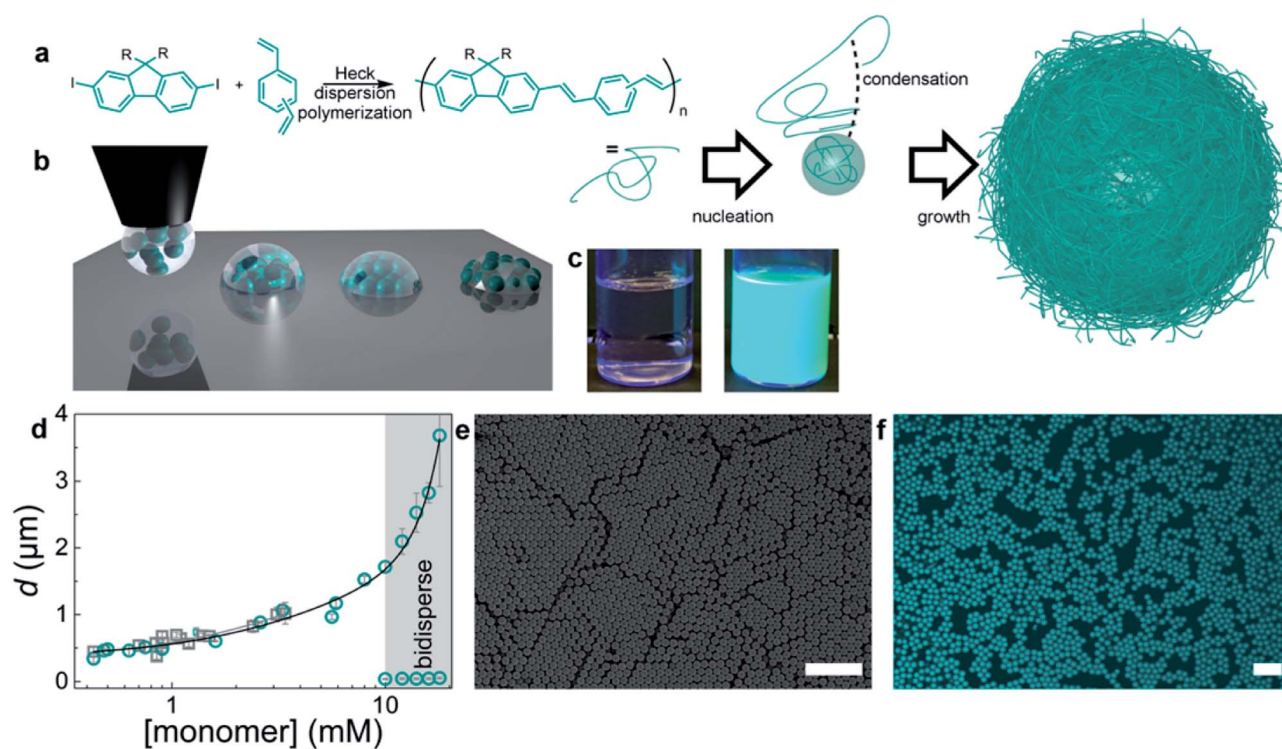 a
R R
I I
+
Heck
dispersion
polymerization
R R
n
=
nucleation
condensation
growth
b
c
d
4
3
2
1
0
d (μm)
1 10
[monomer] (mM)
bidisperse
e
f